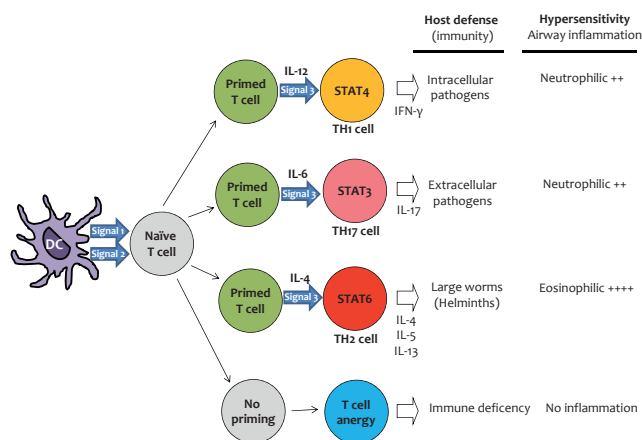 Host defense
(immunity)
Hypersensitivity
Airway inflammation
IL-12
Primed
T cell
Signal 3
STAT4
TH1 cell
IFN-γ
Intracellular
pathogens
Neutrophilic ++
IL-6
Primed
T cell
Signal 3
STAT3
TH17 cell
IL-17
Extracellular
pathogens
Neutrophilic ++
DC
Signal 1
Signal 2
Naïve
T cell
IL-4
Primed
T cell
Signal 3
STAT6
TH2 cell
IL-4
IL-5
IL-13
Large worms
(Helminths)
Eosinophilic ++++
No
priming
T cell
anergy
Immune deficency
No inflammation